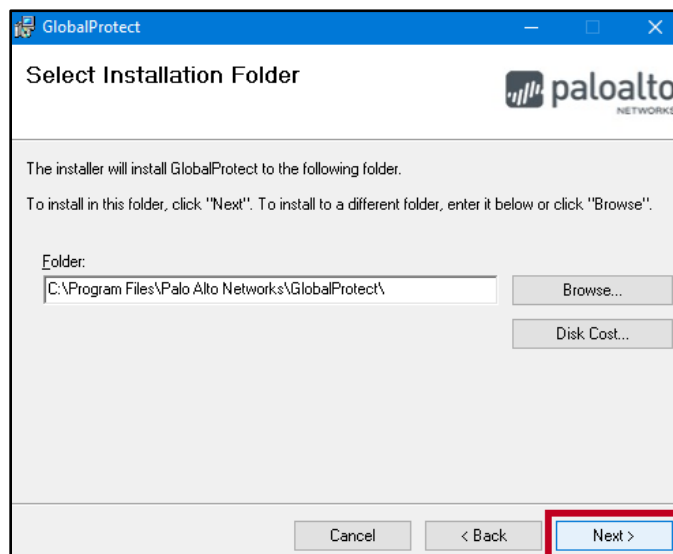 GlobalProtect
Select Installation Folder
paloalto
NETWORKS
The installer will install GlobalProtect to the following folder.
To install in this folder, click "Next". To install to a different folder, enter it below or click "Browse".
Folder:
C:\Program Files\Palo Alto Networks\GlobalProtect\
Browse...
Disk Cost...
Cancel
< Back
Next >